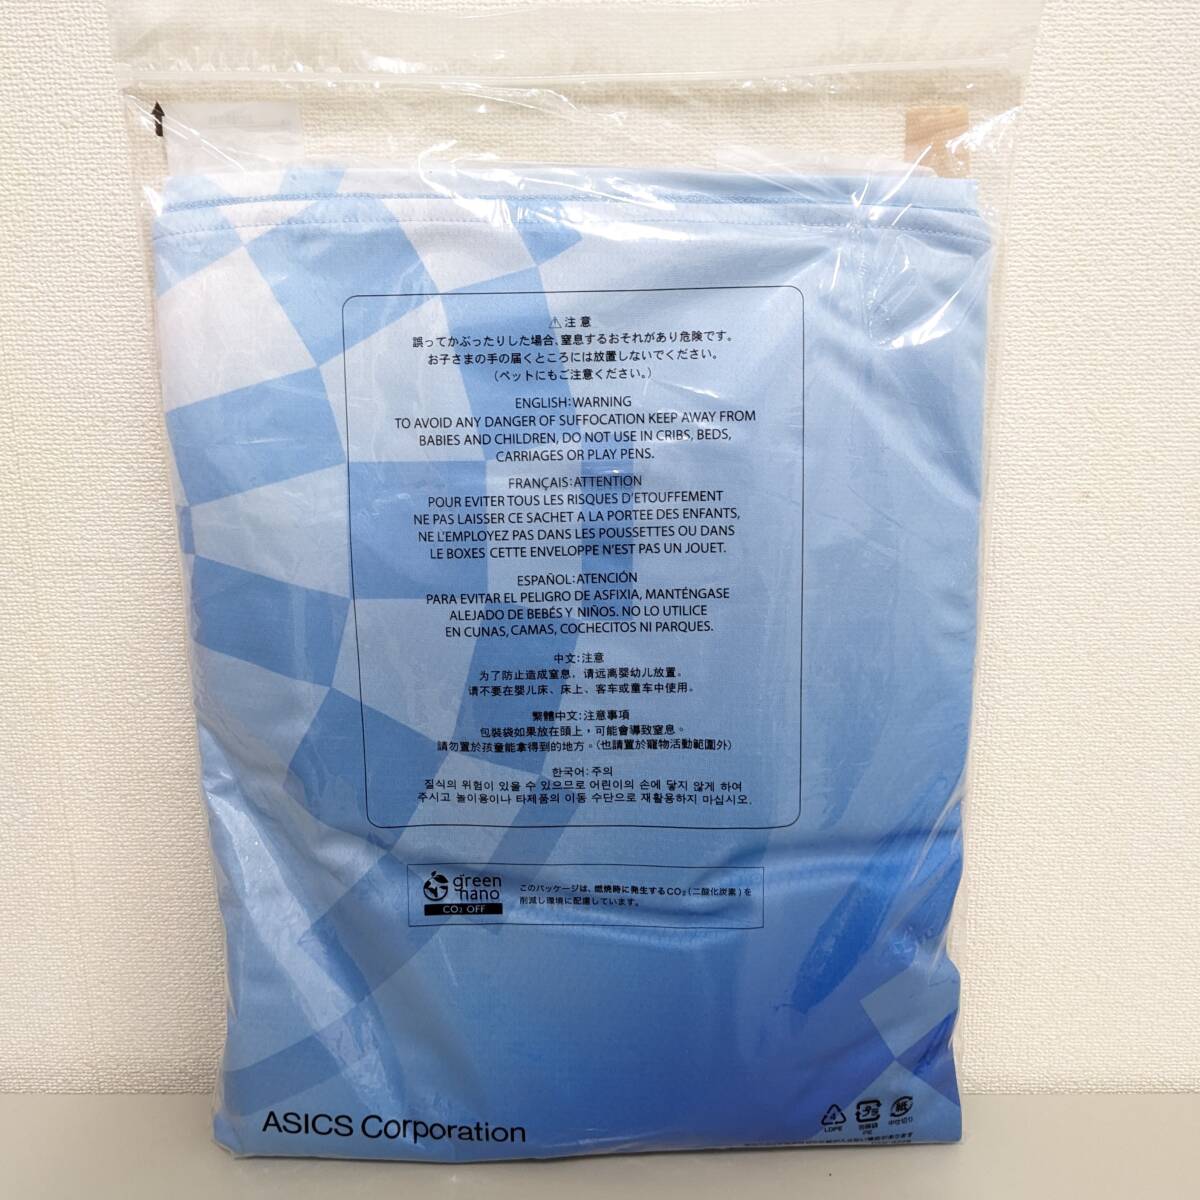 ⚠注意
誤ってかぶったりした場合、窒息するおそれがあり危険です。
お子さまの手の届くところには放置しないでください。
(ペットにもご注意ください。)
ENGLISH:WARNING
TO AVOID ANY DANGER OF SUFFOCATION KEEP AWAY FROM
BABIES AND CHILDREN, DO NOT USE IN CRIBS, BEDS,
CARRIAGES OR PLAY PENS.
FRANÇAIS:ATTENTION
POUR EVITER TOUS LES RISQUES D'ETOUFFEMENT
NE PAS LAISSER CE SACHET A LA PORTEE DES ENFANTS,
NE L'EMPLOYEZ PAS DANS LES POUSSETTES OU DANS
LE BOXES CETTE ENVELOPPE N'EST PAS UN JOUET.
ESPAÑOL:ATENCIÓN
PARA EVITAR EL PELIGRO DE ASFIXIA, MANTÉNGASE
ALEJADO DE BEBÉS Y NIÑOS. NO LO UTILICE
EN CUNAS, CAMAS, COCHECITOS NI PARQUES.
中文:注意
为了防止造成窒息，请远离婴幼儿放置。
请不要在婴儿床、床上、客车或童车中使用。
繁體中文:注意事項
包裝袋如果放在頭上，可能會導致窒息。
請勿置於孩童能拿得到的地方。(也請置於寵物活動範圍外)
한국어:주의
질식의 위험이 있을 수 있으므로 어린이의 손에 닿지 않게 하여
주시고 놀이용이나 타제품의 이동 수단으로 재활용하지 마십시오.
green
nano
CO₂ OFF
このパッケージは、燃焼時に発生するCO₂(二酸化炭素)を
削減し環境に配慮しています。
ASICS Corporation
4
LDPE
プラ
包装袋
PE
紙
中仕切り